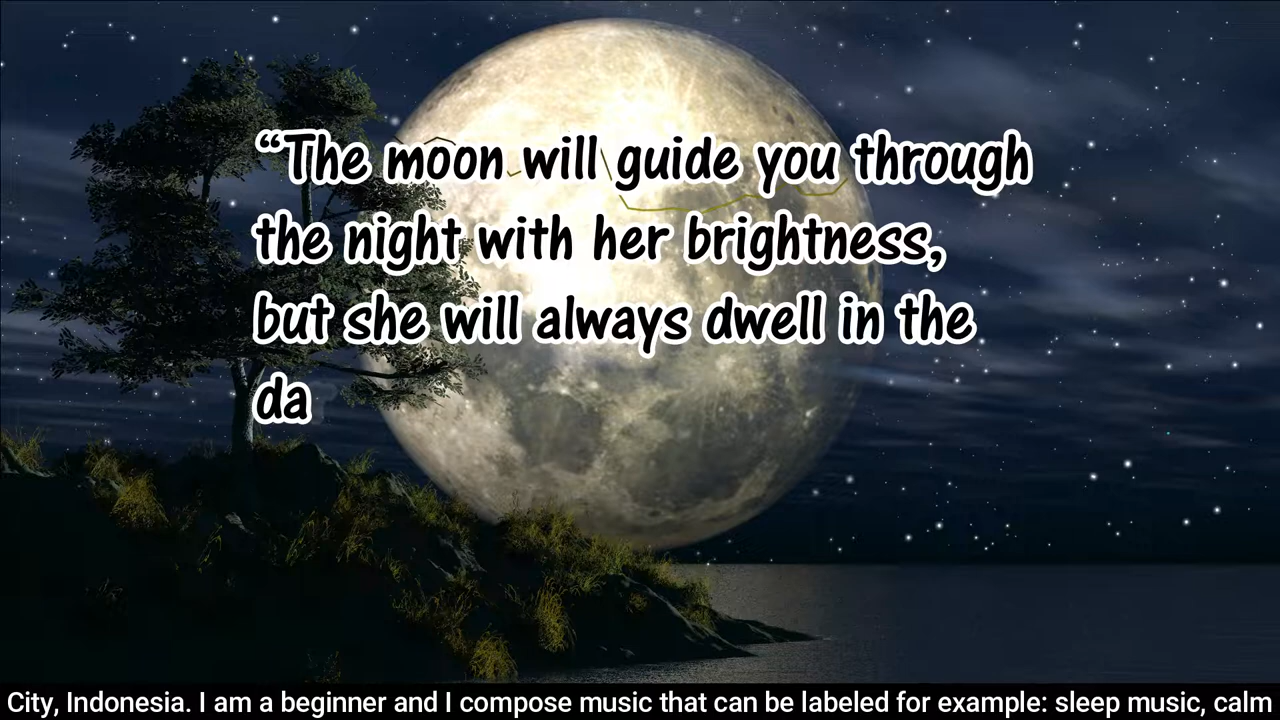 “The moon will guide you through
the night with her brightness,
but she will always dwell in the
da
City, Indonesia. I am a beginner and I compose music that can be labeled for example: sleep music, calm